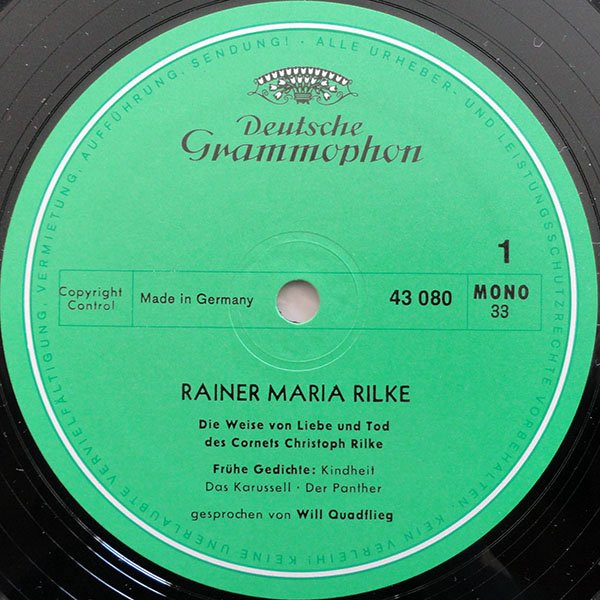 ALLE URHEBER- UND LEISTUNGSSCHUTZRECHTE VORBEHALTEN. KEIN VERLEIH! KEINE UNERLAUBTE VERVIELFÄLTIGUNG, VERMIETUNG, AUFFÜHRUNG, SENDUNG! ·
Deutsche
Grammophon
1
Copyright
Control
Made in Germany
43 080
MONO
33
RAINER MARIA RILKE
Die Weise von Liebe und Tod
des Cornets Christoph Rilke
Frühe Gedichte: Kindheit
Das Karussell · Der Panther
gesprochen von Will Quadflieg